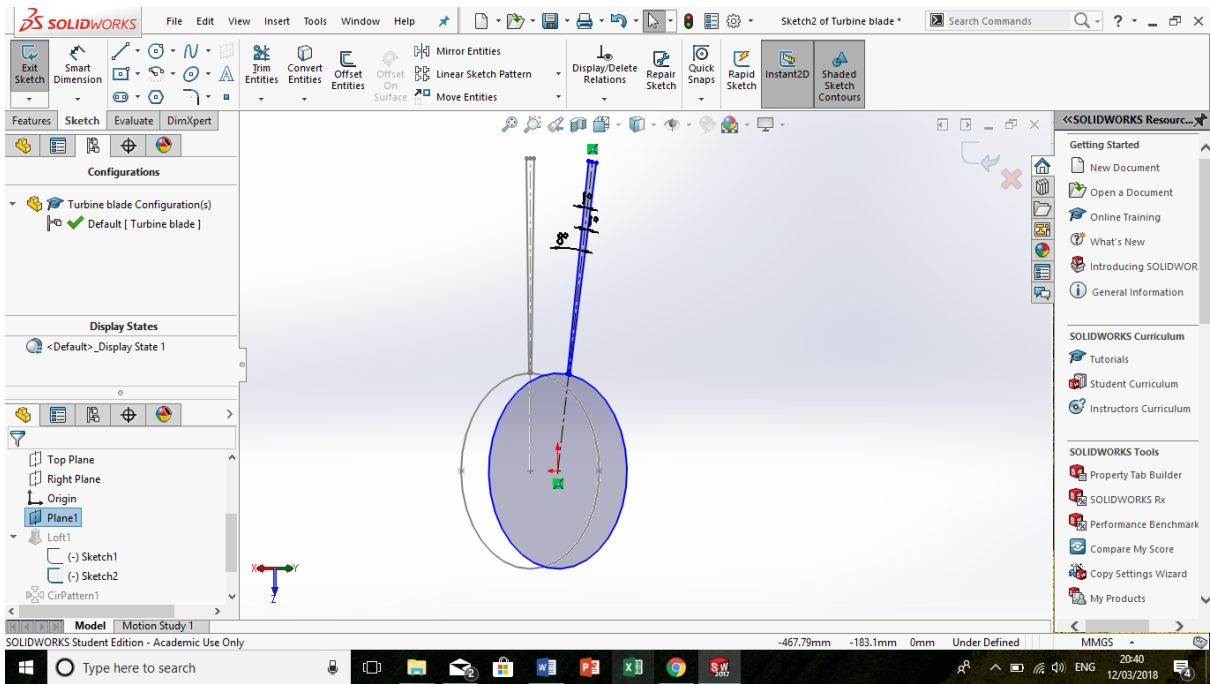 SOLIDWORKS File Edit View Insert Tools Window Help Sketch2 of Turbine blade * Search Commands ?
Exit Sketch
Smart Dimension
Trim Entities
Convert Entities
Offset Entities
Offset On Surface
Mirror Entities
Linear Sketch Pattern
Move Entities
Display/Delete Relations
Repair Sketch
Quick Snaps
Rapid Sketch
Instant2D
Shaded Sketch Contours
Features Sketch Evaluate DimXpert
Configurations
Turbine blade Configuration(s)
Default [ Turbine blade ]
Display States
<Default>_Display State 1
Top Plane
Right Plane
Origin
Plane1
Loft1
(-) Sketch1
(-) Sketch2
CirPattern1
1°
1°
8°
X Y
Z
SOLIDWORKS Resourc...
Getting Started
New Document
Open a Document
Online Training
What's New
Introducing SOLIDWOR
General Information
SOLIDWORKS Curriculum
Tutorials
Student Curriculum
Instructors Curriculum
SOLIDWORKS Tools
Property Tab Builder
SOLIDWORKS Rx
Performance Benchmark
Compare My Score
Copy Settings Wizard
My Products
Model Motion Study 1
SOLIDWORKS Student Edition - Academic Use Only -467.79mm -183.1mm 0mm Under Defined MMGS
Type here to search ENG 20:40
12/03/2018